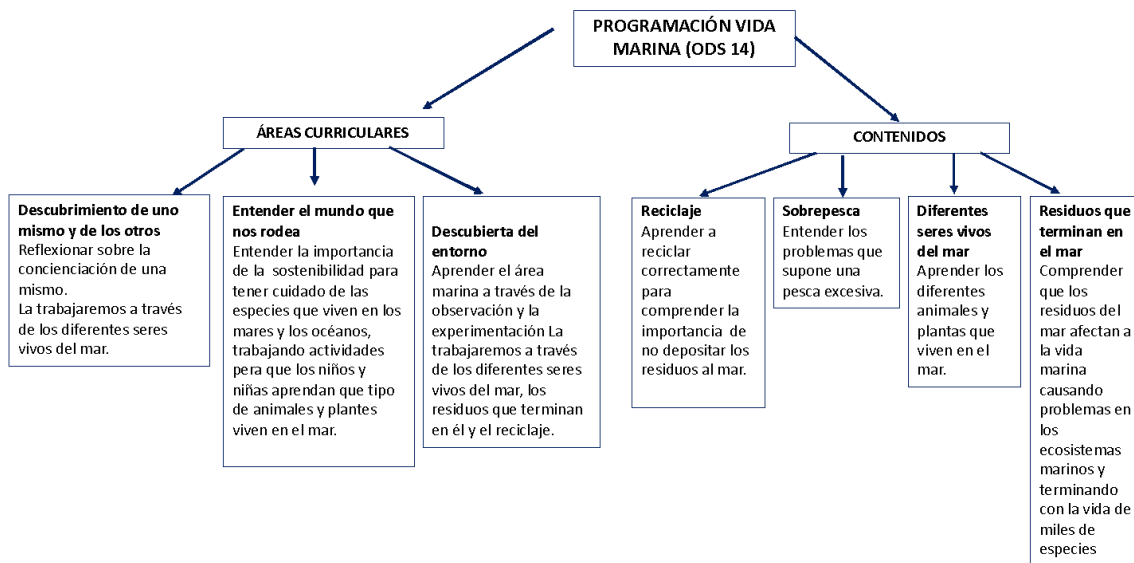 PROGRAMACIÓN VIDA
MARINA (ODS 14)
ÁREAS CURRICULARES
CONTENIDOS
Descubrimiento de uno
mismo y de los otros
Reflexionar sobre la
concienciación de una
mismo.
La trabajaremos a través
de los diferentes seres
vivos del mar.
Entender el mundo que
nos rodea
Entender la importancia
de la sostenibilidad para
tener cuidado de las
especies que viven en los
mares y los océanos,
trabajando actividades
pera que los niños y
niñas aprendan que tipo
de animales y plantes
viven en el mar.
Descubierta del
entorno
Aprender el área
marina a través de la
observación y la
experimentación La
trabajaremos a través
de los diferentes seres
vivos del mar, los
residuos que terminan
en él y el reciclaje.
Reciclaje
Aprender a
reciclar
correctamente
para
comprender la
importancia de
no depositar los
residuos al mar.
Sobrepesca
Entender los
problemas que
supone una
pesca excesiva.
Diferentes
seres vivos
del mar
Aprender los
diferentes
animales y
plantas que
viven en el
mar.
Residuos que
terminan en
el mar
Comprender
que los
residuos del
mar afectan a
la vida
marina
causando
problemas en
los
ecosistemas
marinos y
terminando
con la vida de
miles de
especies